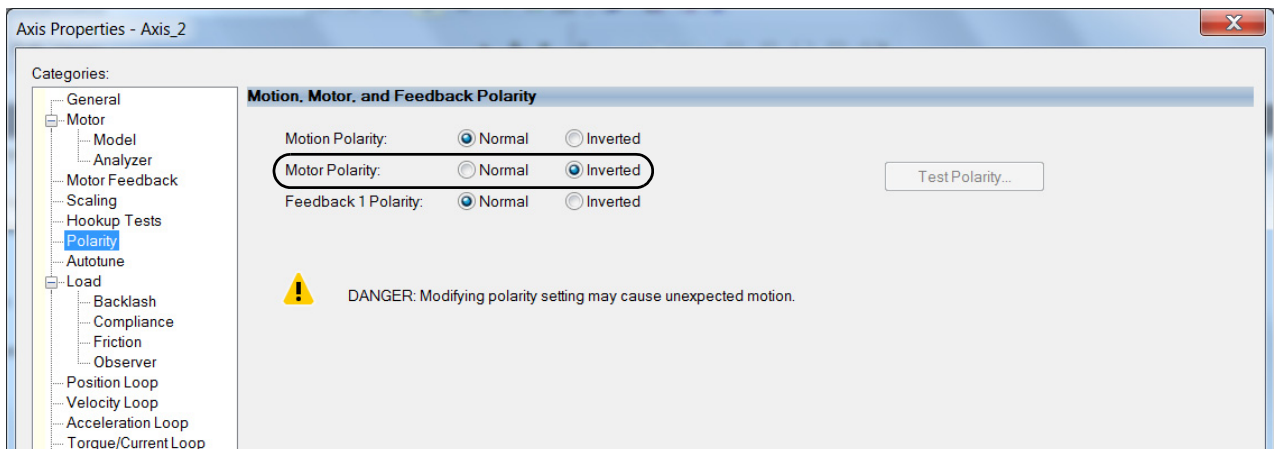 Axis Properties - Axis_2
X
Categories:
General
Motor
Model
Analyzer
Motor Feedback
Scaling
Hookup Tests
Polarity
Autotune
Load
Backlash
Compliance
Friction
Observer
Position Loop
Velocity Loop
Acceleration Loop
Torque/Current Loop
Motion, Motor, and Feedback Polarity
Motion Polarity: Normal Inverted
Motor Polarity: Normal Inverted
Test Polarity...
Feedback 1 Polarity: Normal Inverted
DANGER: Modifying polarity setting may cause unexpected motion.